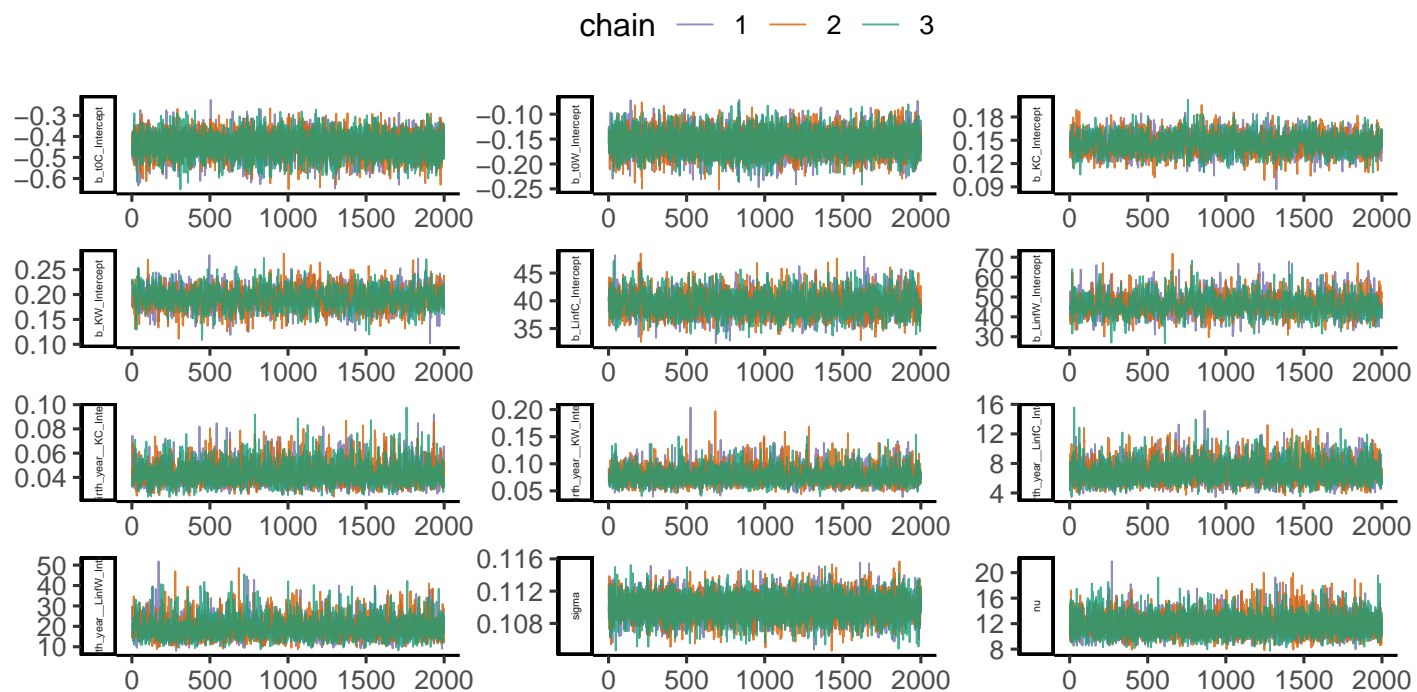 chain 1 2 3
b_t0C_Intercept
−0.3
−0.4
−0.5
−0.6
0 500 1000 1500 2000
b_t0W_Intercept
−0.10
−0.15
−0.20
−0.25
0 500 1000 1500 2000
b_KC_Intercept
0.18
0.15
0.12
0.09
0 500 1000 1500 2000
b_KW_Intercept
0.25
0.20
0.15
0.10
0 500 1000 1500 2000
b_LinfC_Intercept
45
40
35
0 500 1000 1500 2000
b_LinfW_Intercept
70
60
50
40
30
0 500 1000 1500 2000
rth_year__KC_Inte
0.10
0.08
0.06
0.04
0 500 1000 1500 2000
rth_year__KW_Inte
0.20
0.15
0.10
0.05
0 500 1000 1500 2000
th_year__LinfC_Int
16
12
8
4
0 500 1000 1500 2000
th_year__LinfW_Int
50
40
30
20
10
0 500 1000 1500 2000
sigma
0.116
0.112
0.108
0 500 1000 1500 2000
nu
20
16
12
8
0 500 1000 1500 2000